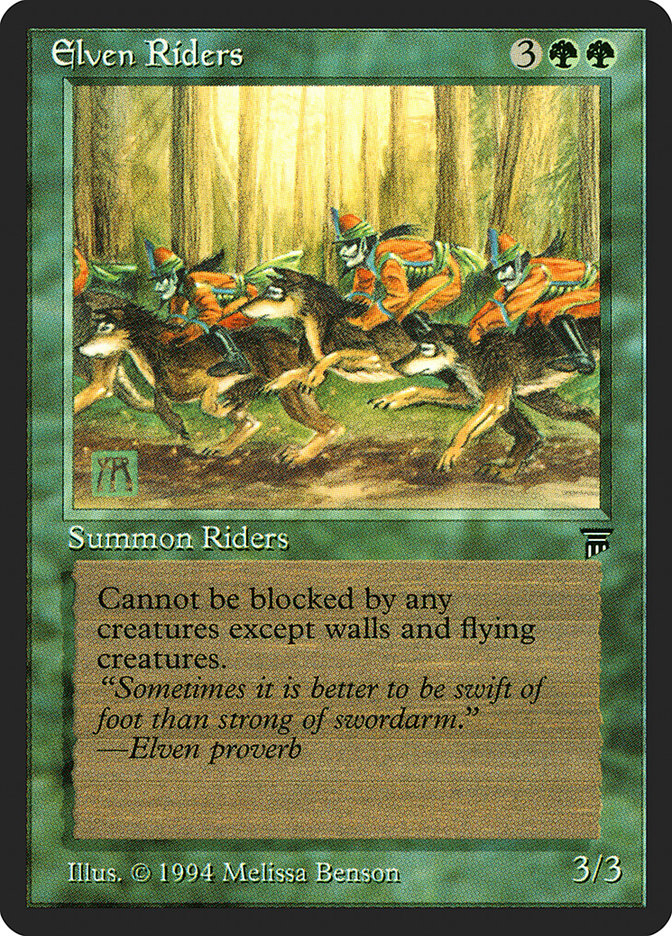 Elven Riders 3
Summon Riders
Cannot be blocked by any
creatures except walls and flying
creatures.
“Sometimes it is better to be swift of
foot than strong of swordarm.”
—Elven proverb
Illus. © 1994 Melissa Benson 3/3